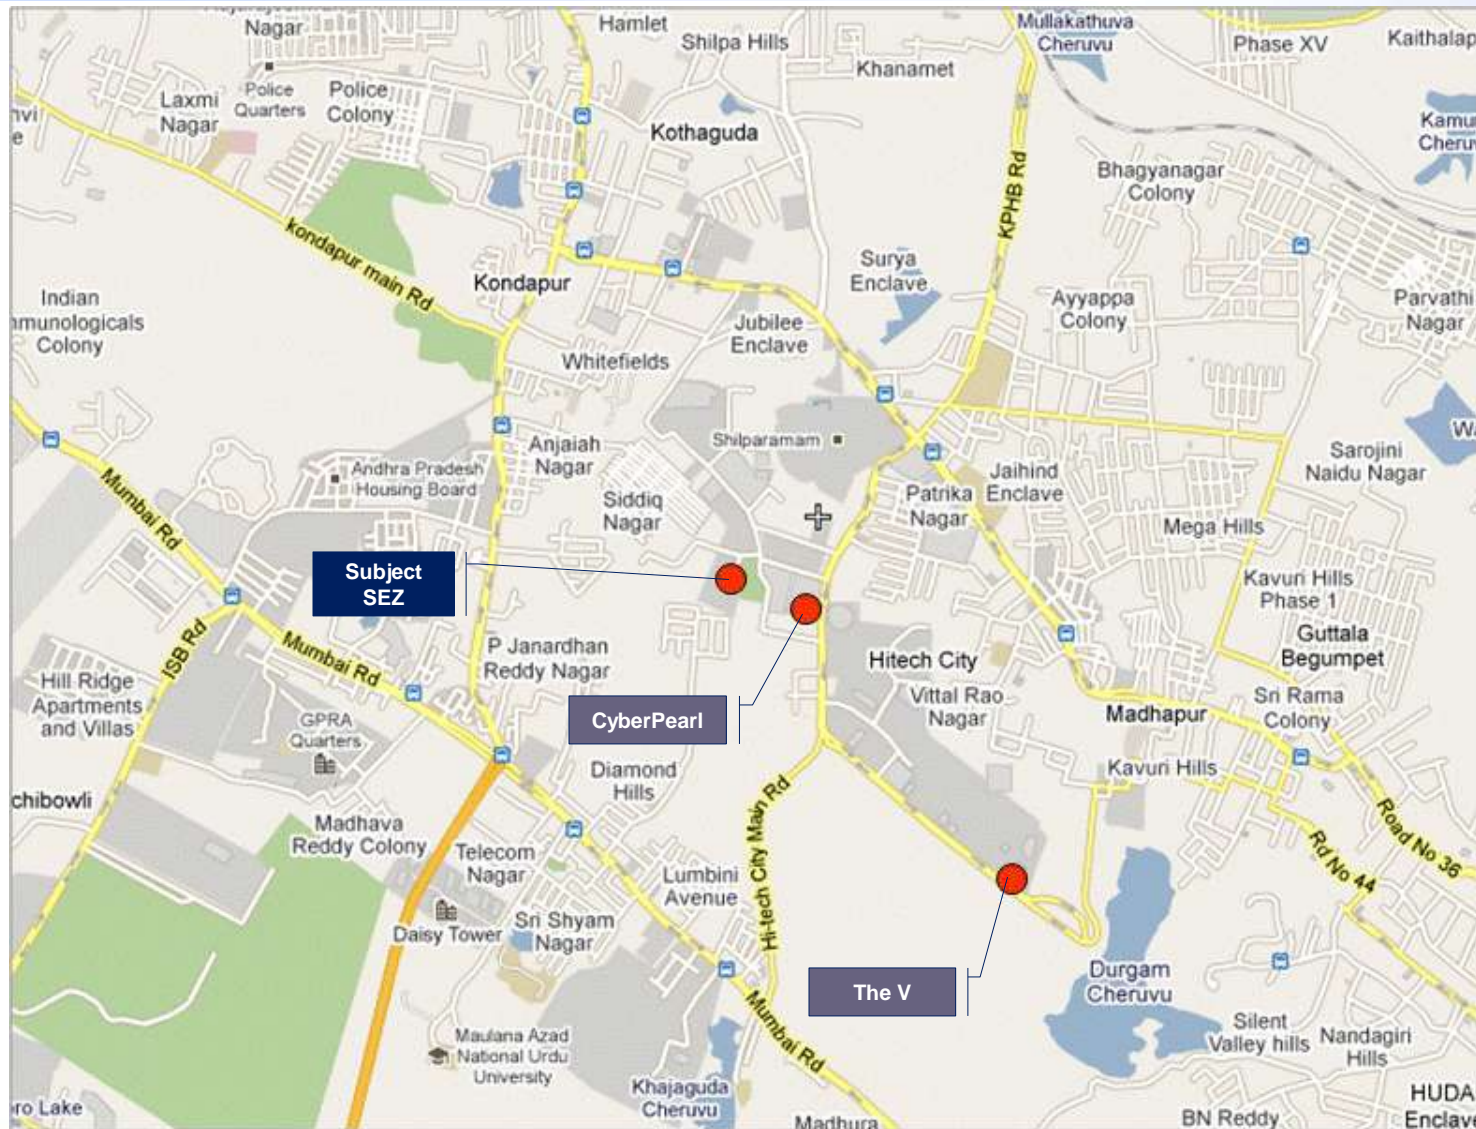 Nagar
Hamlet
Shilpa Hills
Mullakathuva
Cheruvu
Phase XV
Kaithalap
Khanamet
Laxmi
Nagar
Police
Quarters
Police
Colony
nvi
e
Kothaguda
Kamu
Cheruv
Bhagyanagar
Colony
KPHB Rd
kondapur main Rd
Kondapur
Surya
Enclave
Indian
mmunologicals
Colony
Ayyappa
Colony
Parvathi
Nagar
Jubilee
Enclave
Whitefields
Shilparamam
Anjaiah
Nagar
Andhra Pradesh
Housing Board
Siddiq
Nagar
Patrika
Nagar
Jaihind
Enclave
Sarojini
Naidu Nagar
Wa
Mega Hills
Mumbai Rd
Subject
SEZ
Kavuri Hills
Phase 1
Guttala
Begumpet
ISB Rd
Mumbai Rd
P Janardhan
Reddy Nagar
Hitech City
Vittal Rao
Nagar
Madhapur
Sri Rama
Colony
Hill Ridge
Apartments
and Villas
GPRA
Quarters
CyberPearl
Diamond
Hills
Kavuri Hills
chibowli
Madhava
Reddy Colony
Telecom
Nagar
Hi-tech City Main Rd
Road No 36
Rd No 44
Lumbini
Avenue
Daisy Tower
Sri Shyam
Nagar
The V
Durgam
Cheruvu
Mumbai Rd
Maulana Azad
National Urdu
University
Silent
Valley hills
Nandagiri
Hills
Khajaguda
Cheruvu
ro Lake
Madhura
BN Reddy
HUDA
Enclave